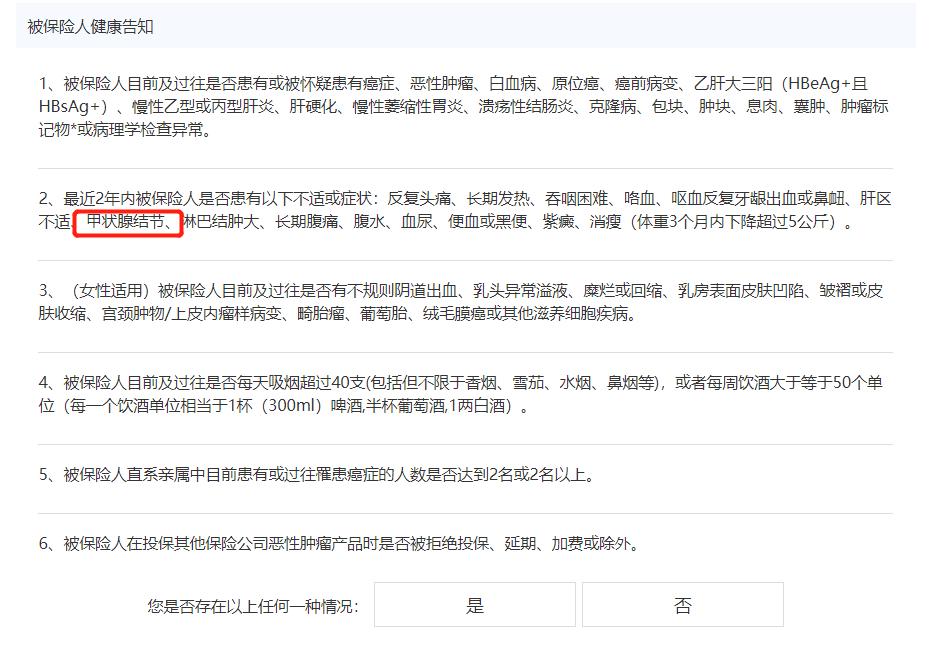 被保险人健康告知
1、被保险人目前及过往是否患有或被怀疑患有癌症、恶性肿瘤、白血病、原位癌、癌前病变、乙肝大三阳（HBeAg+且
HBsAg+）、慢性乙型或丙型肝炎、肝硬化、慢性萎缩性胃炎、溃疡性结肠炎、克隆病、包块、肿块、息肉、囊肿、肿瘤标
记物*或病理学检查异常。
2、最近2年内被保险人是否患有以下不适或症状：反复头痛、长期发热、吞咽困难、咯血、呕血反复牙龈出血或鼻衄、肝区
不适、甲状腺结节、淋巴结肿大、长期腹痛、腹水、血尿、便血或黑便、紫癜、消瘦（体重3个月内下降超过5公斤）。
3、（女性适用）被保险人目前及过往是否有不规则阴道出血、乳头异常溢液、糜烂或回缩、乳房表面皮肤凹陷、皱褶或皮
肤收缩、宫颈肿物/上皮内瘤样病变、畸胎瘤、葡萄胎、绒毛膜癌或其他滋养细胞疾病。
4、被保险人目前及过往是否每天吸烟超过40支(包括但不限于香烟、雪茄、水烟、鼻烟等)，或者每周饮酒大于等于50个单
位（每一个饮酒单位相当于1杯（300ml）啤酒,半杯葡萄酒,1两白酒）。
5、被保险人直系亲属中目前患有或过往罹患癌症的人数是否达到2名或2名以上。
6、被保险人在投保其他保险公司恶性肿瘤产品时是否被拒绝投保、延期、加费或除外。
您是否存在以上任何一种情况： 是 否